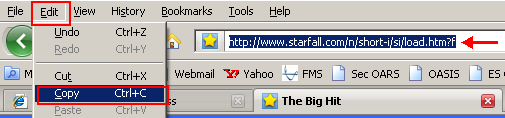 File Edit View History Bookmarks Tools Help
Undo Ctrl+Z
http://www.starfall.com/n/short-i/si/load.htm?f
Redo Ctrl+Y
Cut Ctrl+X
Webmail Yahoo FMS Sec OARS OASIS ES
Copy Ctrl+C
The Big Hit
Paste Ctrl+V